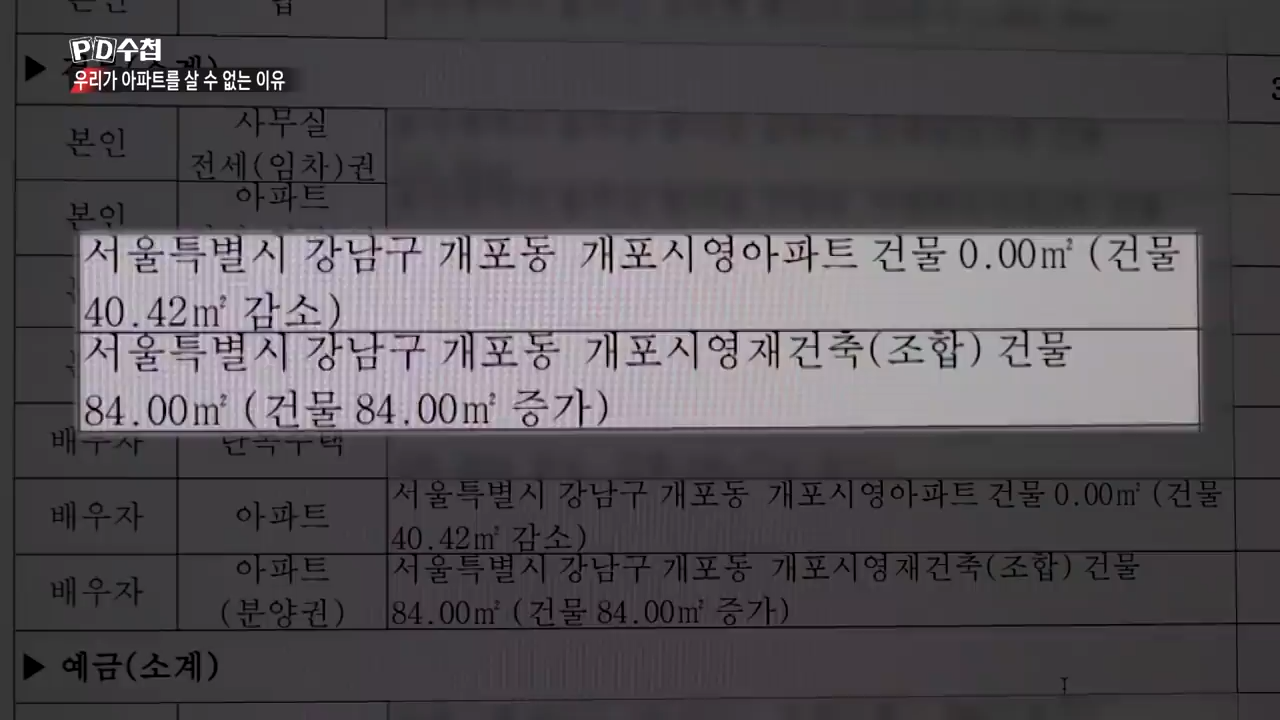 PD수첩
우리가 아파트를 살 수 없는 이유
본인
▶ (소계)
본인
사무실
전세(임차)권
본인
아파트
서울특별시 강남구 개포동 개포시영아파트 건물 0.00㎡ (건물
40.42㎡ 감소)
서울특별시 강남구 개포동 개포시영재건축(조합) 건물
84.00㎡ (건물 84.00㎡ 증가)
배우자
단독주택
배우자
아파트
서울특별시 강남구 개포동 개포시영아파트 건물 0.00㎡ (건물
40.42㎡ 감소)
배우자
아파트
(분양권)
서울특별시 강남구 개포동 개포시영재건축(조합) 건물
84.00㎡ (건물 84.00㎡ 증가)
▶ 예금(소계)